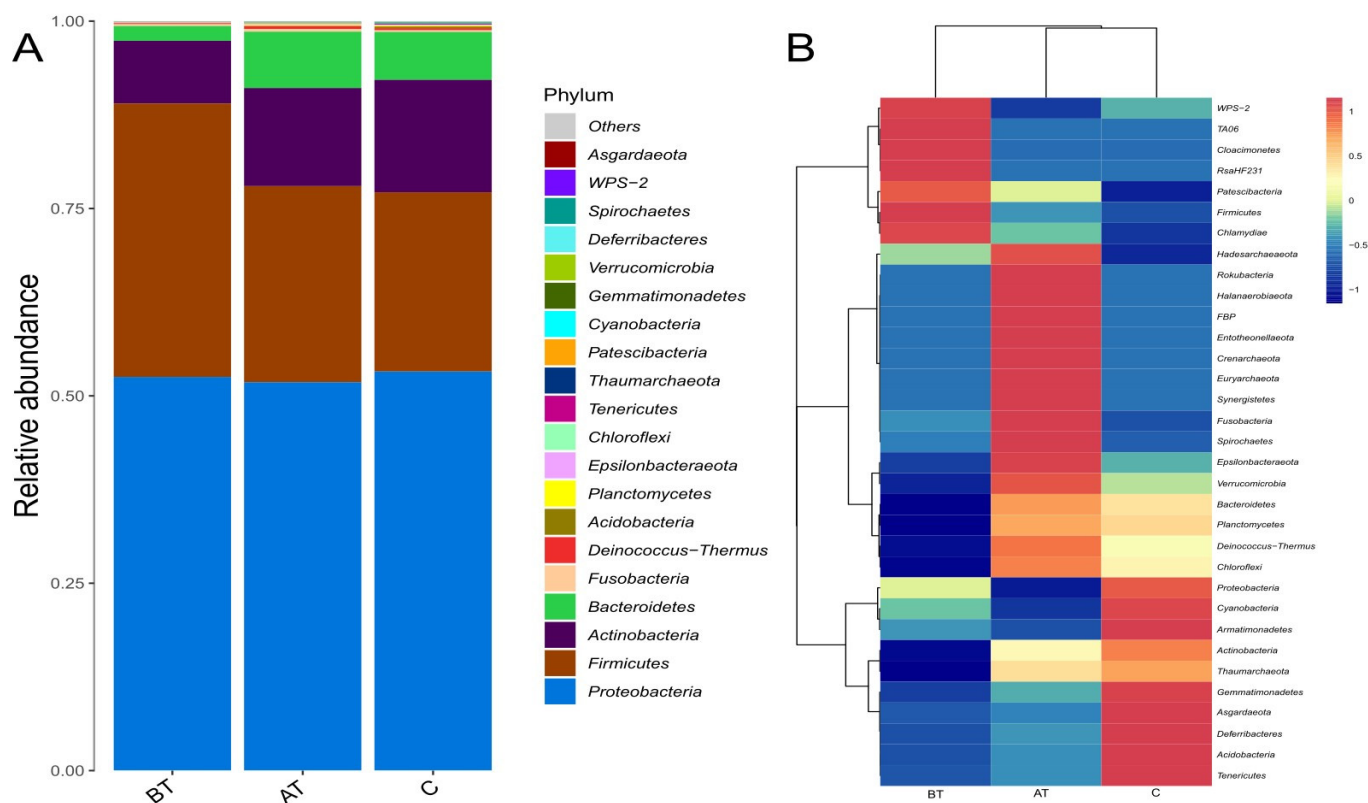 A
Relative abundance
1.00
0.75
0.50
0.25
0.00
BT
AT
C
Phylum
Others
Asgardaeota
WPS-2
Spirochaetes
Deferribacteres
Verrucomicrobia
Gemmatimonadetes
Cyanobacteria
Patescibacteria
Thaumarchaeota
Tenericutes
Chloroflexi
Epsilonbacteraeota
Planctomycetes
Acidobacteria
Deinococcus-Thermus
Fusobacteria
Bacteroidetes
Actinobacteria
Firmicutes
Proteobacteria
B
WPS-2
TA06
Cloacimonetes
RsaHF231
Patescibacteria
Firmicutes
Chlamydiae
Hadesarchaeaeota
Rokubacteria
Halanaerobiaeota
FBP
Entotheonellaeota
Crenarchaeota
Euryarchaeota
Synergistetes
Fusobacteria
Spirochaetes
Epsilonbacteraeota
Verrucomicrobia
Bacteroidetes
Planctomycetes
Deinococcus-Thermus
Chloroflexi
Proteobacteria
Cyanobacteria
Armatimonadetes
Actinobacteria
Thaumarchaeota
Gemmatimonadetes
Asgardaeota
Deferribacteres
Acidobacteria
Tenericutes
BT
AT
C
1
0.5
0
-0.5
-1